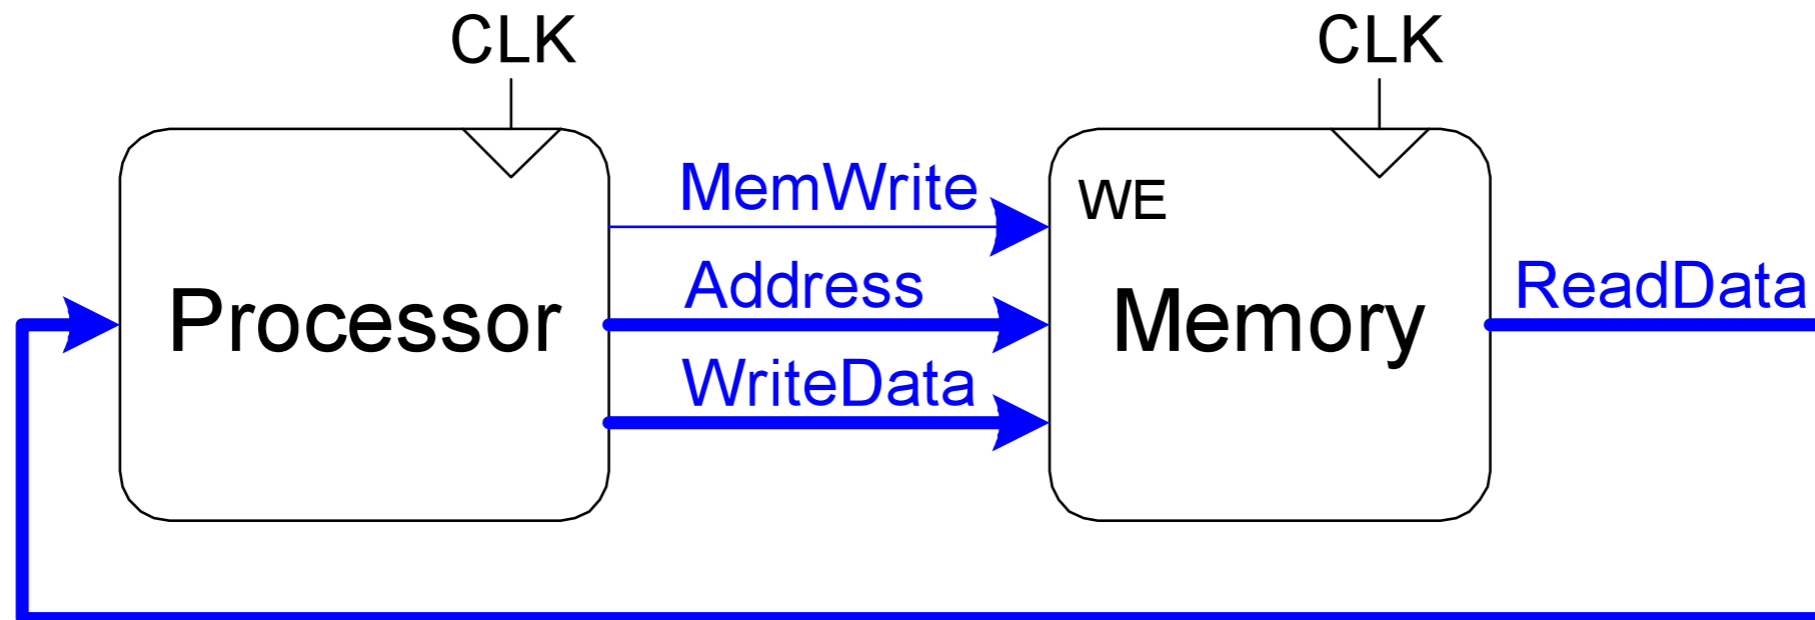 CLK
CLK
MemWrite
WE
Address
ReadData
Processor
Memory
WriteData